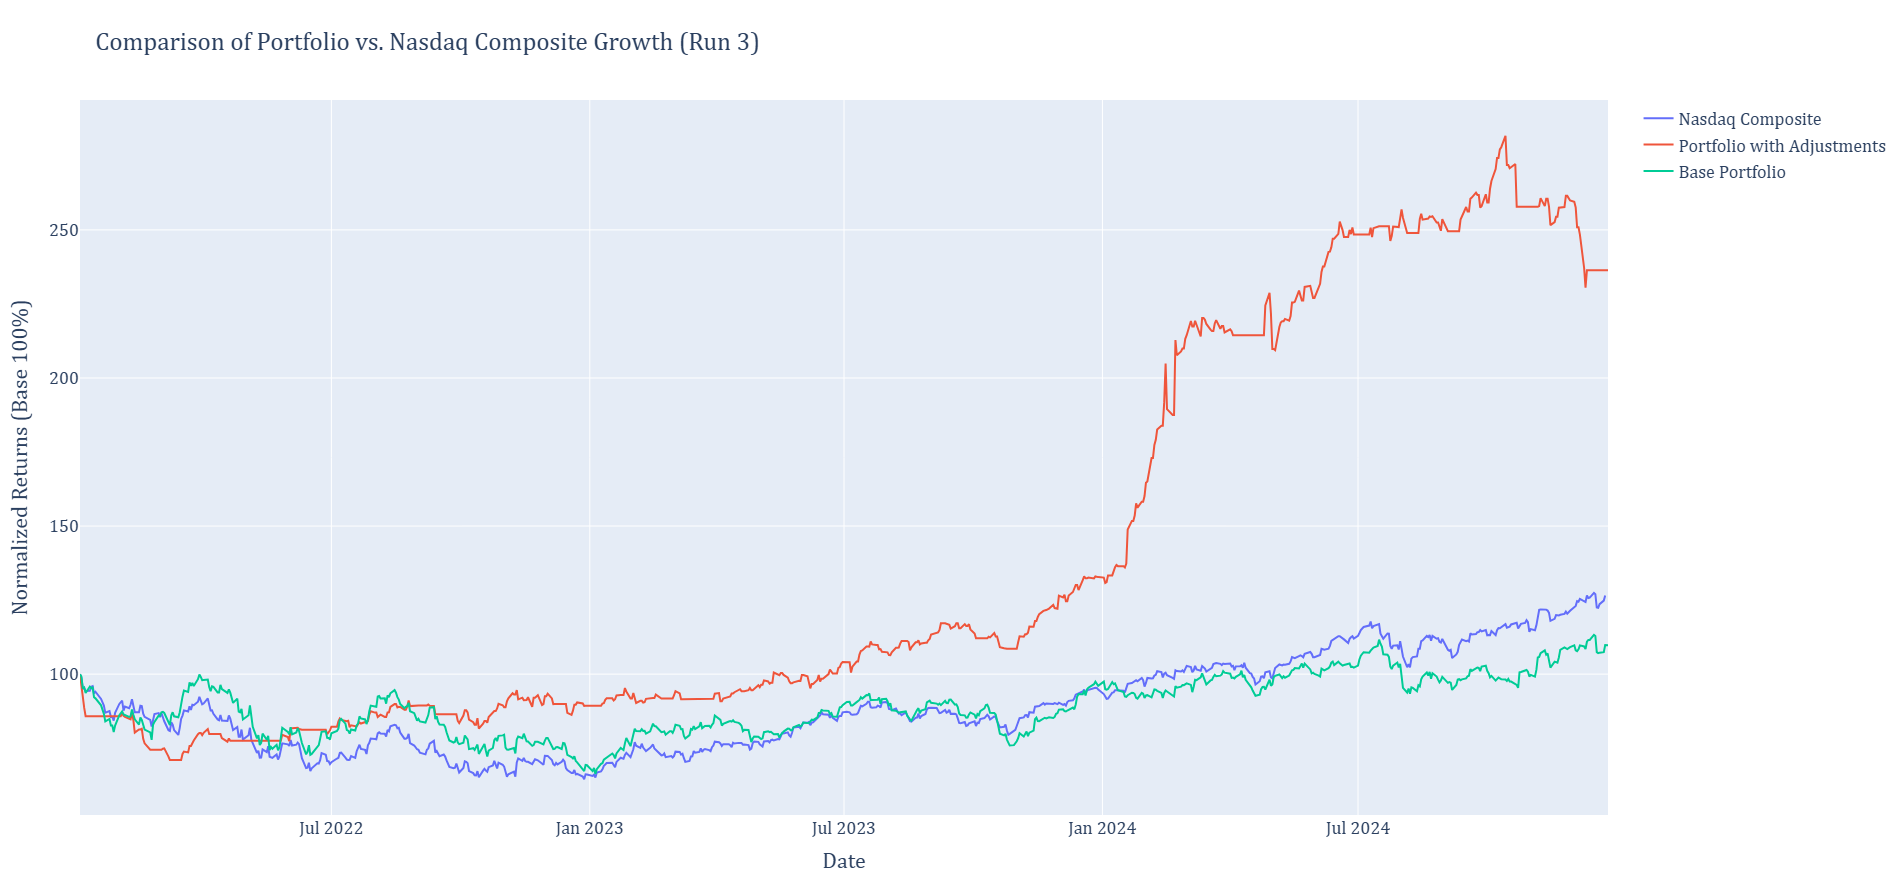 Comparison of Portfolio vs. Nasdaq Composite Growth (Run 3)
Nasdaq Composite
Portfolio with Adjustments
Base Portfolio
Normalized Returns (Base 100%)
250
200
150
100
Jul 2022
Jan 2023
Jul 2023
Jan 2024
Jul 2024
Date